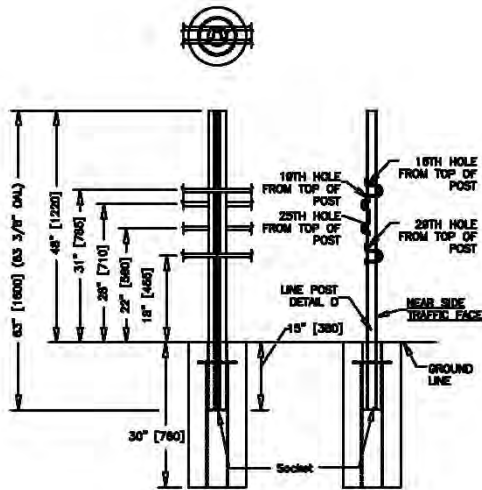 63" [1600] (63 3/8" OAL)
48" [1220]
31" [785]
28" [710]
22" [560]
18" [455]
19TH HOLE
FROM TOP OF
POST
25TH HOLE
FROM TOP OF
POST
16TH HOLE
FROM TOP OF
POST
29TH HOLE
FROM TOP OF
POST
LINE POST
DETAIL D
NEAR SIDE
TRAFFIC FACE
15" [380]
GROUND
LINE
30" [760]
Socket